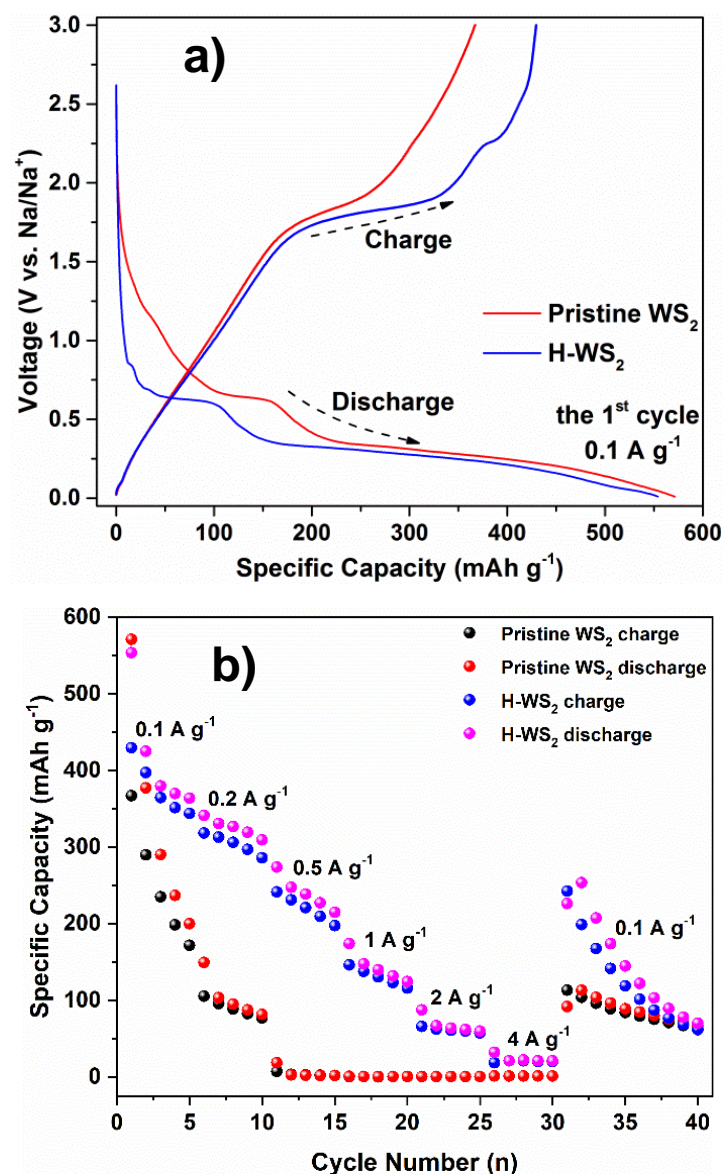 a)
3.0
2.5
2.0
1.5
1.0
0.5
0.0
Voltage (V vs. Na/Na⁺)
Charge
Pristine WS₂
H-WS₂
Discharge
the 1ˢᵗ cycle
0.1 A g⁻¹
0 100 200 300 400 500 600
Specific Capacity (mAh g⁻¹)
b)
600
500
400
300
200
100
0
Specific Capacity (mAh g⁻¹)
Pristine WS₂ charge
Pristine WS₂ discharge
H-WS₂ charge
H-WS₂ discharge
0.1 A g⁻¹
0.2 A g⁻¹
0.5 A g⁻¹
1 A g⁻¹
2 A g⁻¹
4 A g⁻¹
0.1 A g⁻¹
0 5 10 15 20 25 30 35 40
Cycle Number (n)